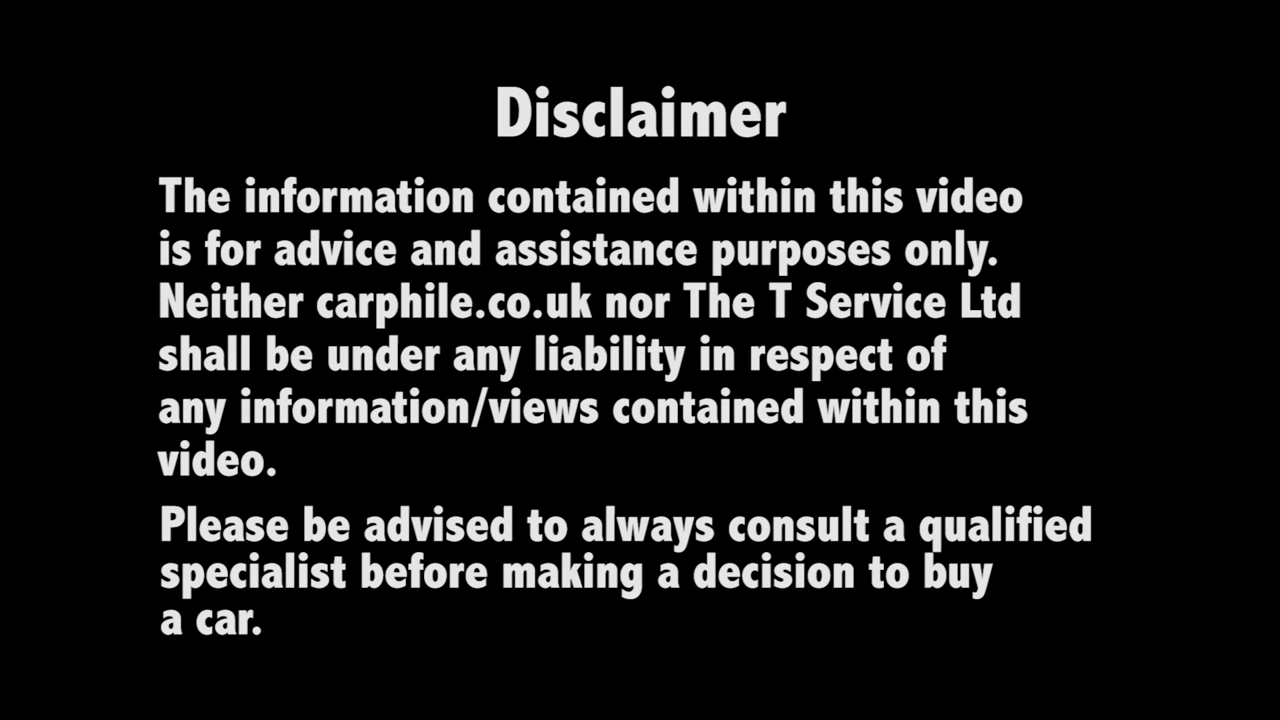 Disclaimer
The information contained within this video
is for advice and assistance purposes only.
Neither carphile.co.uk nor The T Service Ltd
shall be under any liability in respect of
any information/views contained within this
video.
Please be advised to always consult a qualified
specialist before making a decision to buy
a car.